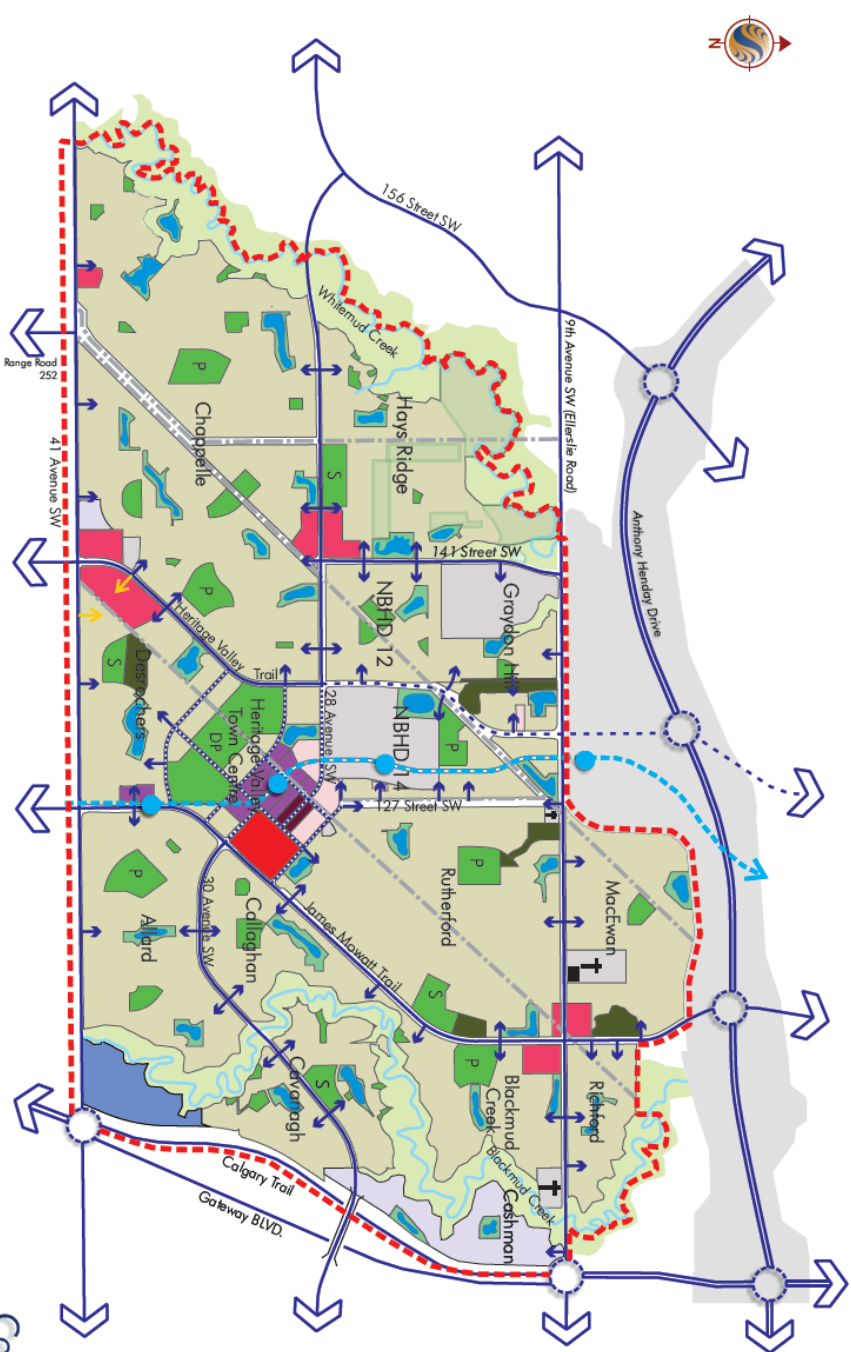 N
156 Street SW
Whitemud Creek
9th Avenue SW (Ellerslie Road)
Range Road
252
41 Avenue SW
P
Chappelle
Hays Ridge
S
141 Street SW
Anthony Henday Drive
P
NBHD 12
Heritage Valley
Trail
S
Desrochers
Heritage Valley
Town Centre
DP
28 Avenue SW
NBHD 14
P
127 Street SW
P
Allard
30 Avenue SW
Callaghan
James Mowatt Trail
P
Rutherford
MacEwan
S
P
Blackmud
Creek
Richford
S
Cavanagh
Blackmud Creek
Cashman
Calgary Trail
Gateway BLVD.